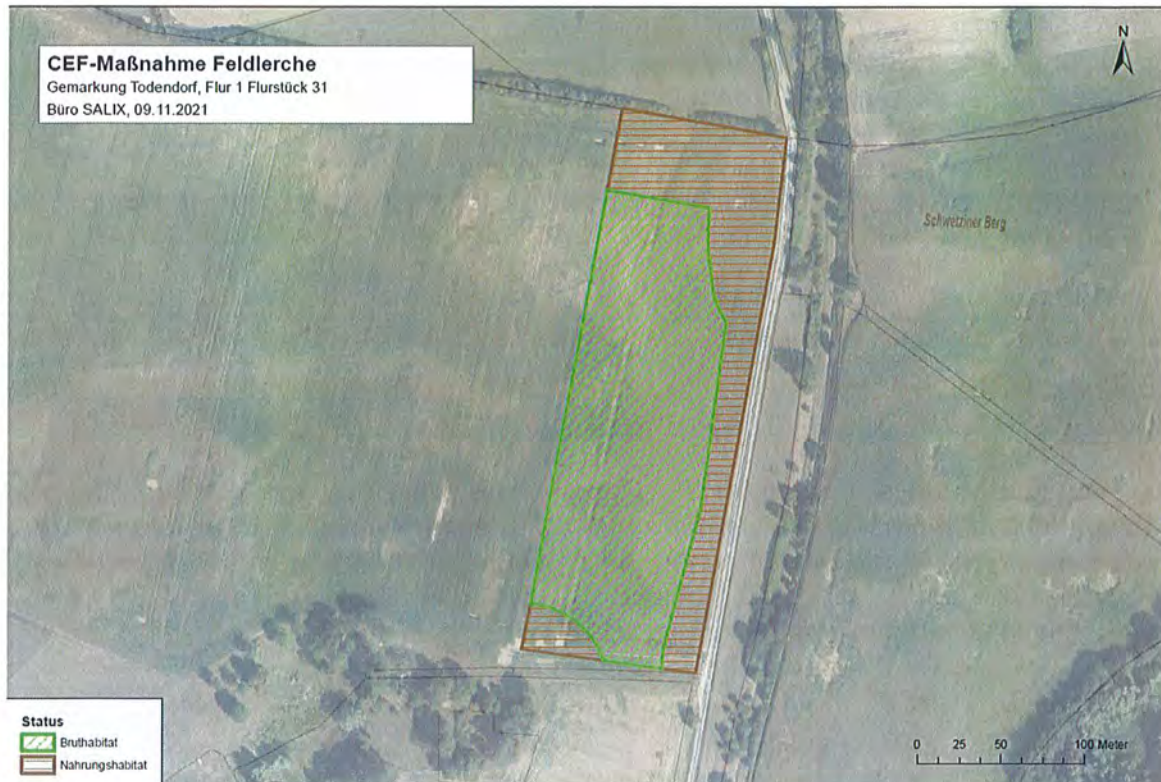 CEF-Maßnahme Feldlerche
Gemarkung Todendorf, Flur 1 Flurstück 31
Büro SALIX, 09.11.2021
N
Schwetziner Berg
Status
Bruthabitat
Nahrungshabitat
0 25 50 100 Meter